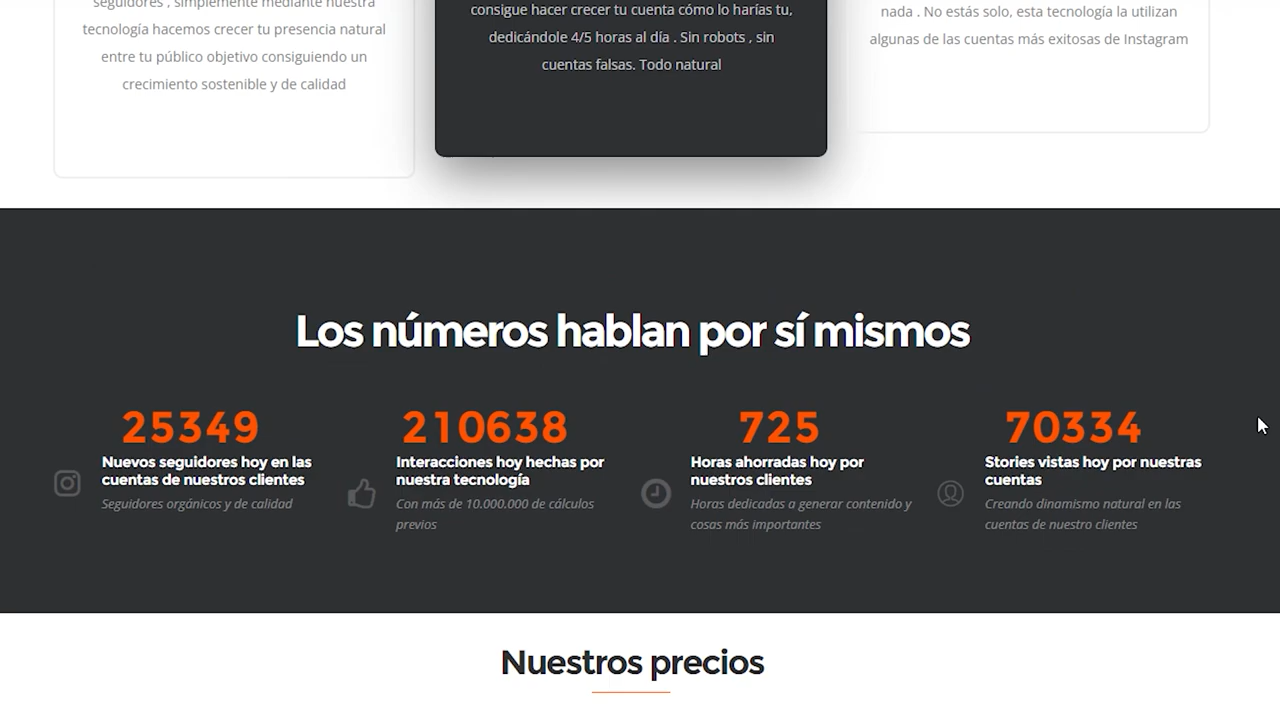 seguidores , simplemente mediante nuestra
tecnología hacemos crecer tu presencia natural
entre tu público objetivo consiguiendo un
crecimiento sostenible y de calidad
consigue hacer crecer tu cuenta cómo lo harías tu,
dedicándole 4/5 horas al día . Sin robots , sin
cuentas falsas. Todo natural
nada . No estás solo, esta tecnología la utilizan
algunas de las cuentas más exitosas de Instagram
Los números hablan por sí mismos
25349
Nuevos seguidores hoy en las
cuentas de nuestros clientes
Seguidores orgánicos y de calidad
210638
Interacciones hoy hechas por
nuestra tecnología
Con más de 10.000.000 de cálculos
previos
725
Horas ahorradas hoy por
nuestros clientes
Horas dedicadas a generar contenido y
cosas más importantes
70334
Stories vistas hoy por nuestras
cuentas
Creando dinamismo natural en las
cuentas de nuestro clientes
Nuestros precios